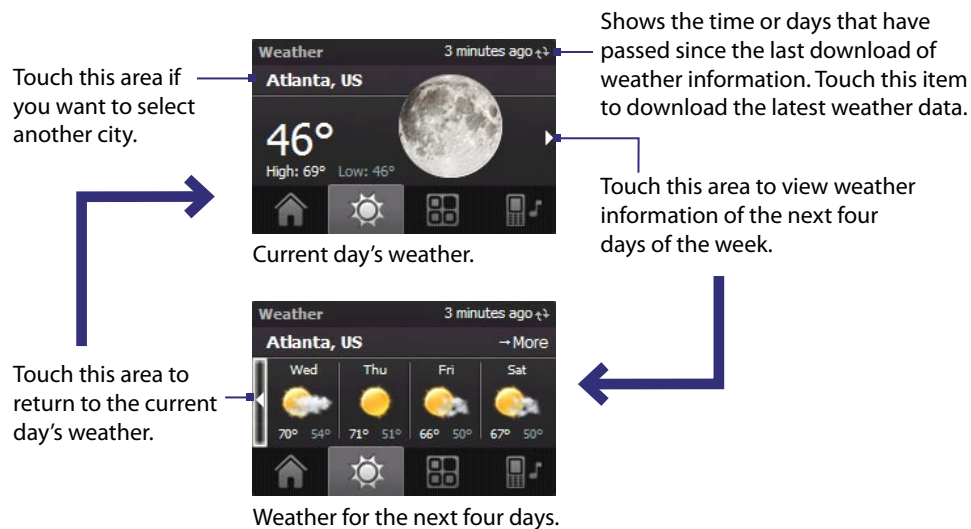 Shows the time or days that have
passed since the last download of
weather information. Touch this item
to download the latest weather data.
Touch this area if
you want to select
another city.
Weather 3 minutes ago
Atlanta, US
46°
High: 69° Low: 46°
Touch this area to view weather
information of the next four
days of the week.
Current day's weather.
Weather 3 minutes ago
Atlanta, US →More
Wed Thu Fri Sat
70° 54° 71° 51° 66° 50° 67° 50°
Touch this area to
return to the current
day's weather.
Weather for the next four days.